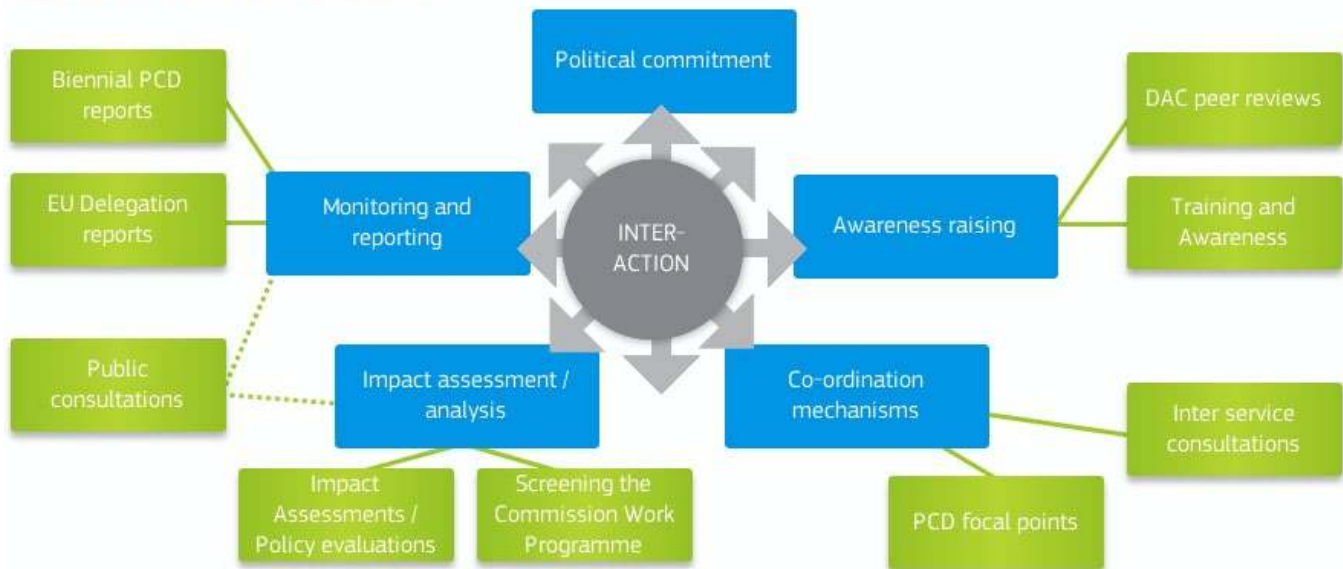 Political commitment
Biennial PCD
reports
DAC peer reviews
EU Delegation
reports
Monitoring and
reporting
INTER-
ACTION
Awareness raising
Training and
Awareness
Public
consultations
Impact assessment /
analysis
Co-ordination
mechanisms
Inter service
consultations
Impact
Assessments /
Policy evaluations
Screening the
Commission Work
Programme
PCD focal points